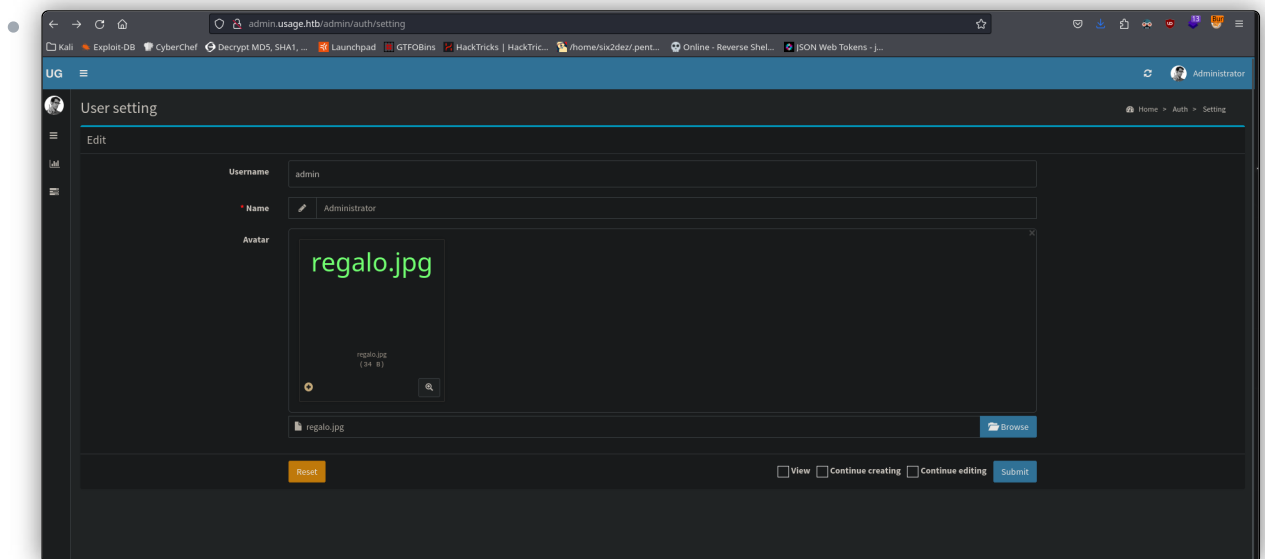 admin.usage.htb/admin/auth/setting
13
Bur
Kali Exploit-DB CyberChef Decrypt MD5, SHA1, ... Launchpad GTFOBins HackTricks | HackTric... /home/six2dez/.pent... Online - Reverse Shel... JSON Web Tokens - j...
UG Administrator
User setting Home > Auth > Setting
Edit
Username admin
* Name Administrator
Avatar
regalo.jpg
regalo.jpg
(34 B)
regalo.jpg Browse
Reset View Continue creating Continue editing Submit